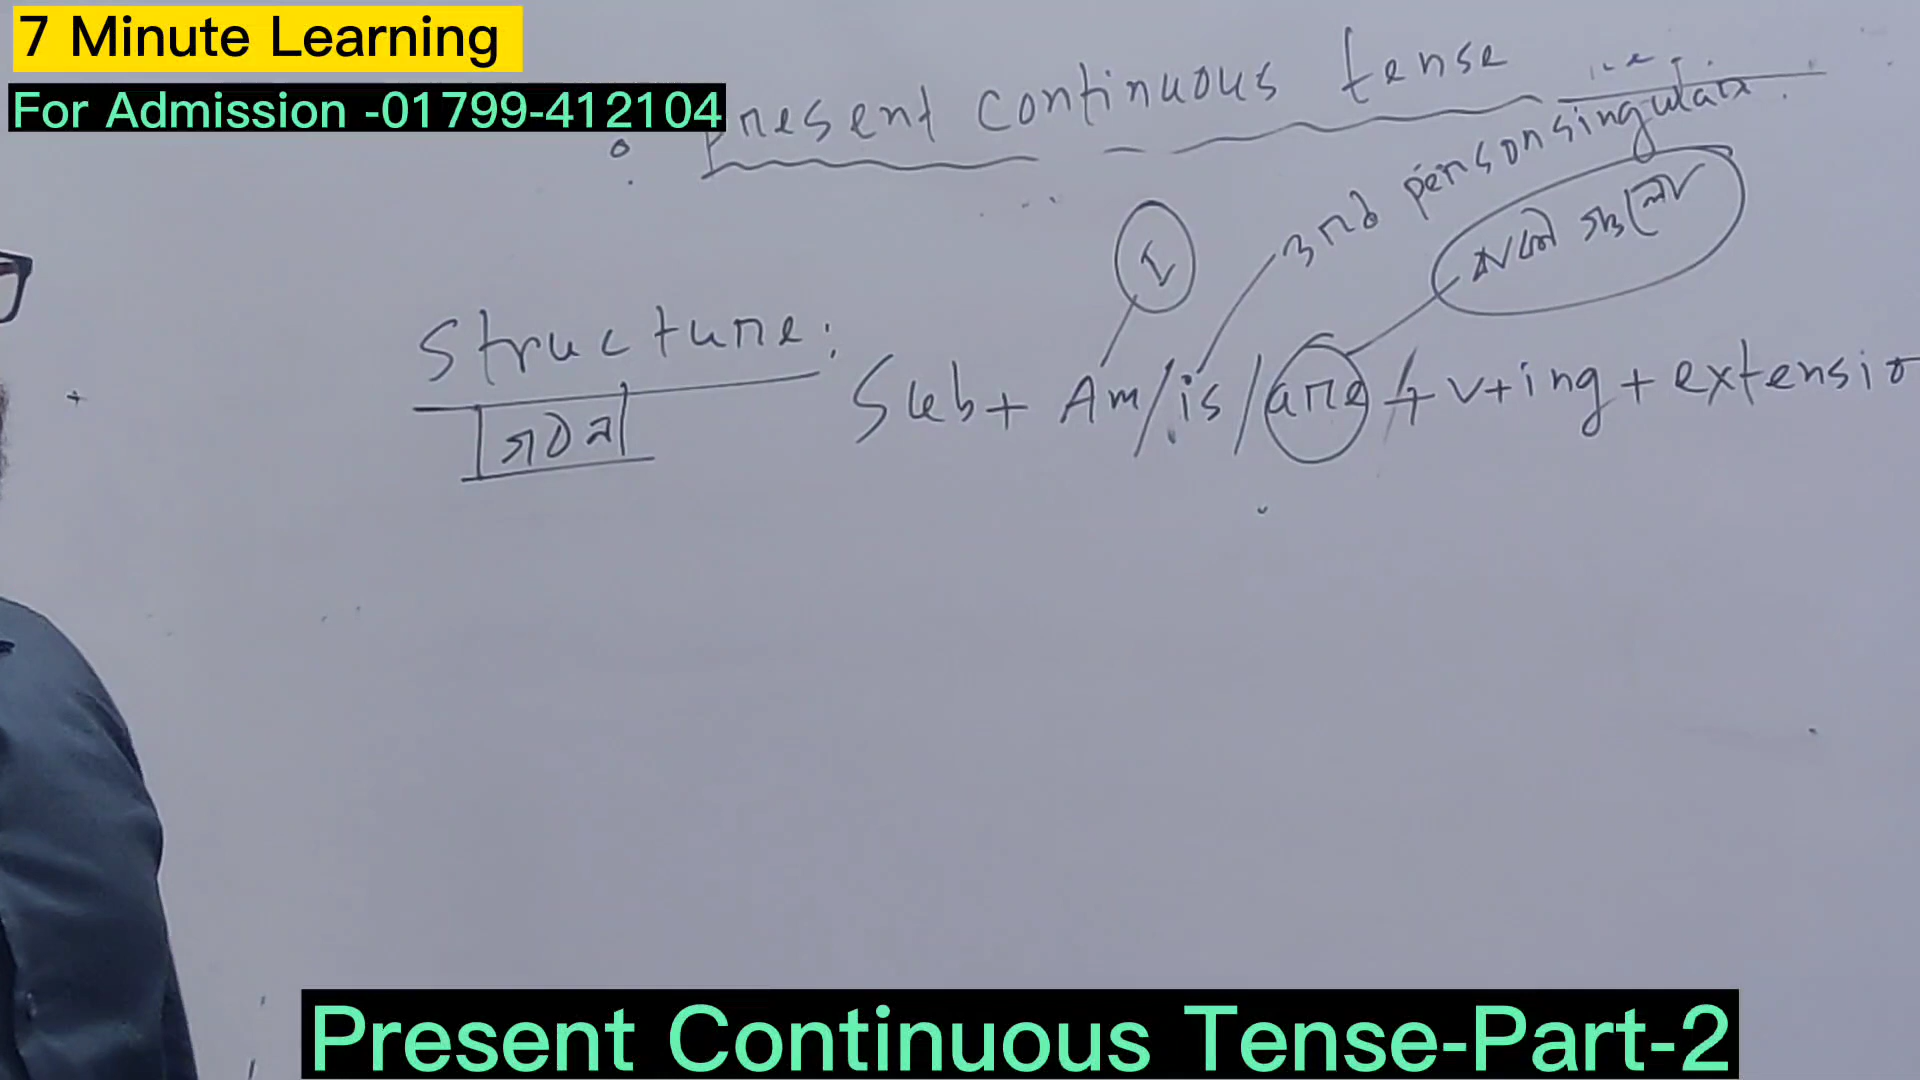 7 Minute Learning
For Admission -01799-412104
Present continuous tense
3rd person singular.
I
Structure:
Sub + Am/is/are + v+ing + extensio
গঠন
Present Continuous Tense-Part-2